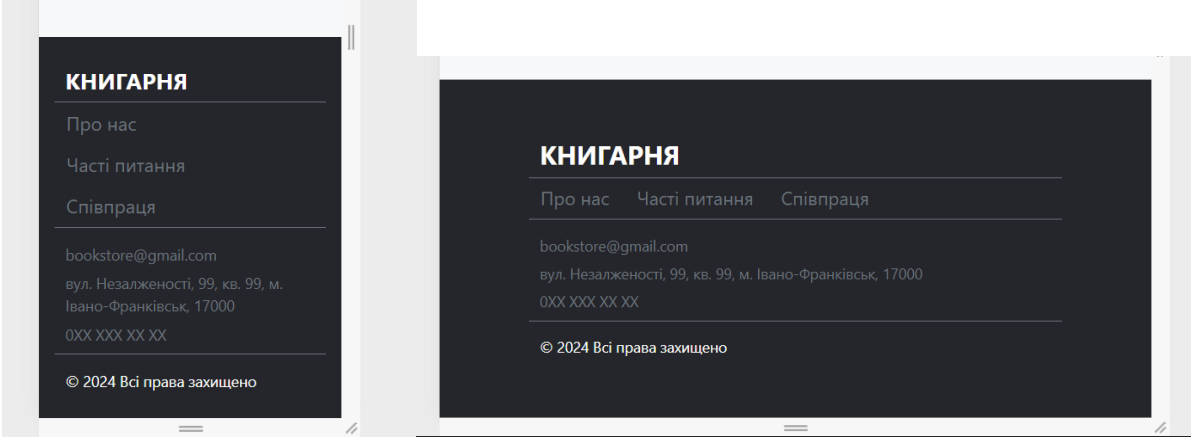 КНИГАРНЯ
Про нас
Часті питання
Співпраця
bookstore@gmail.com
вул. Незалженості, 99, кв. 99, м.
Івано-Франківськ, 17000
0XX XXX XX XX
© 2024 Всі права захищено
КНИГАРНЯ
Про нас Часті питання Співпраця
bookstore@gmail.com
вул. Незалженості, 99, кв. 99, м. Івано-Франківськ, 17000
0XX XXX XX XX
© 2024 Всі права захищено